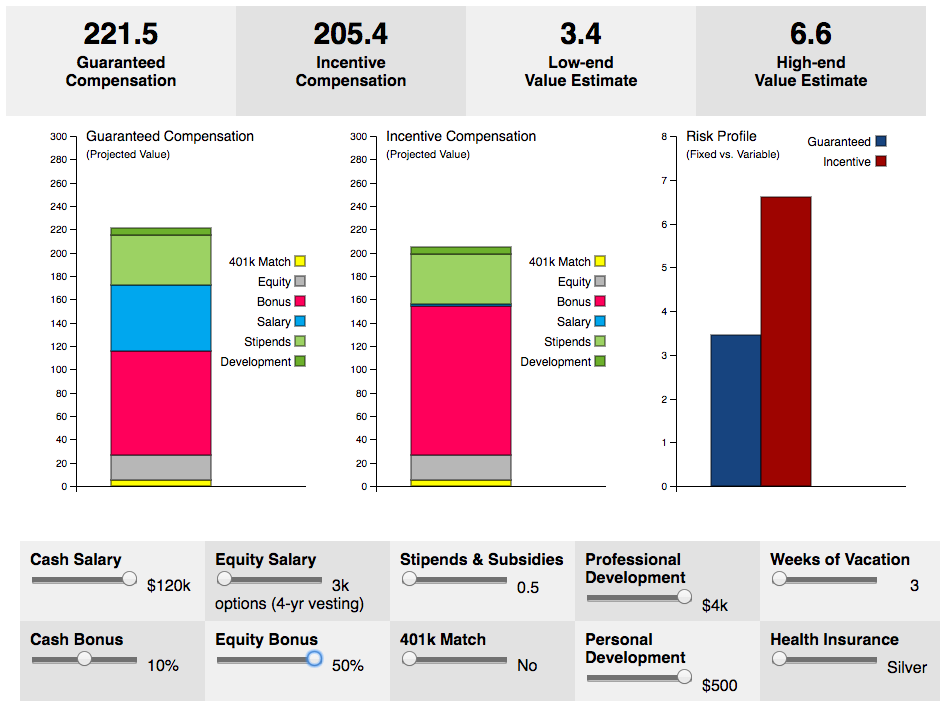 221.5
Guaranteed
Compensation
205.4
Incentive
Compensation
3.4
Low-end
Value Estimate
6.6
High-end
Value Estimate
Guaranteed Compensation
(Projected Value)
300
280
260
240
220
200
180
160
140
120
100
80
60
40
20
0
401k Match
Equity
Bonus
Salary
Stipends
Development
Incentive Compensation
(Projected Value)
300
280
260
240
220
200
180
160
140
120
100
80
60
40
20
0
401k Match
Equity
Bonus
Salary
Stipends
Development
Risk Profile
(Fixed vs. Variable)
8
7
6
5
4
3
2
1
0
Guaranteed
Incentive
Cash Salary
$120k
Equity Salary
3k
options (4-yr vesting)
Stipends & Subsidies
0.5
Professional
Development
$4k
Weeks of Vacation
3
Cash Bonus
10%
Equity Bonus
50%
401k Match
No
Personal
Development
$500
Health Insurance
Silver